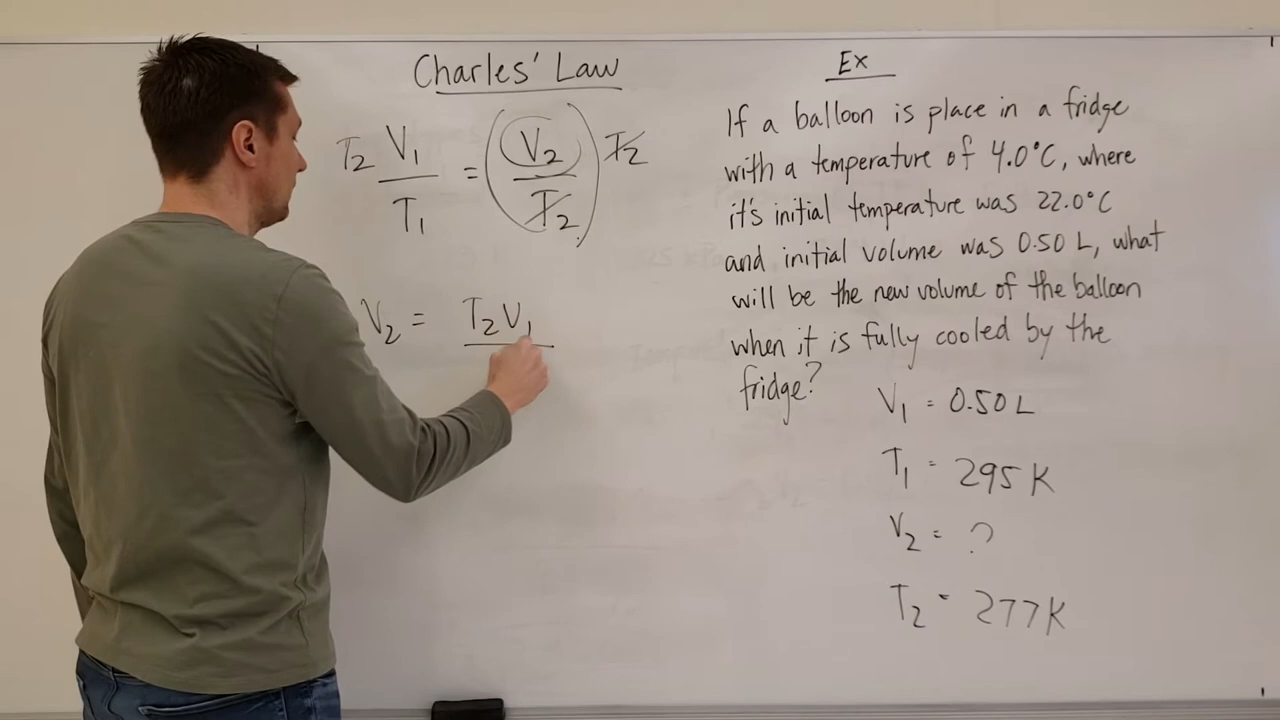 Charles' Law
T₂ V₁/T₁ = (V₂/T₂) T₂
V₂ = T₂V₁
Ex
If a balloon is place in a fridge
with a temperature of 4.0°C, where
it's initial temperature was 22.0°C
and initial volume was 0.50 L, what
will be the new volume of the balloon
when it is fully cooled by the
fridge?
V₁ = 0.50 L
T₁ = 295 K
V₂ = ?
T₂ = 277K